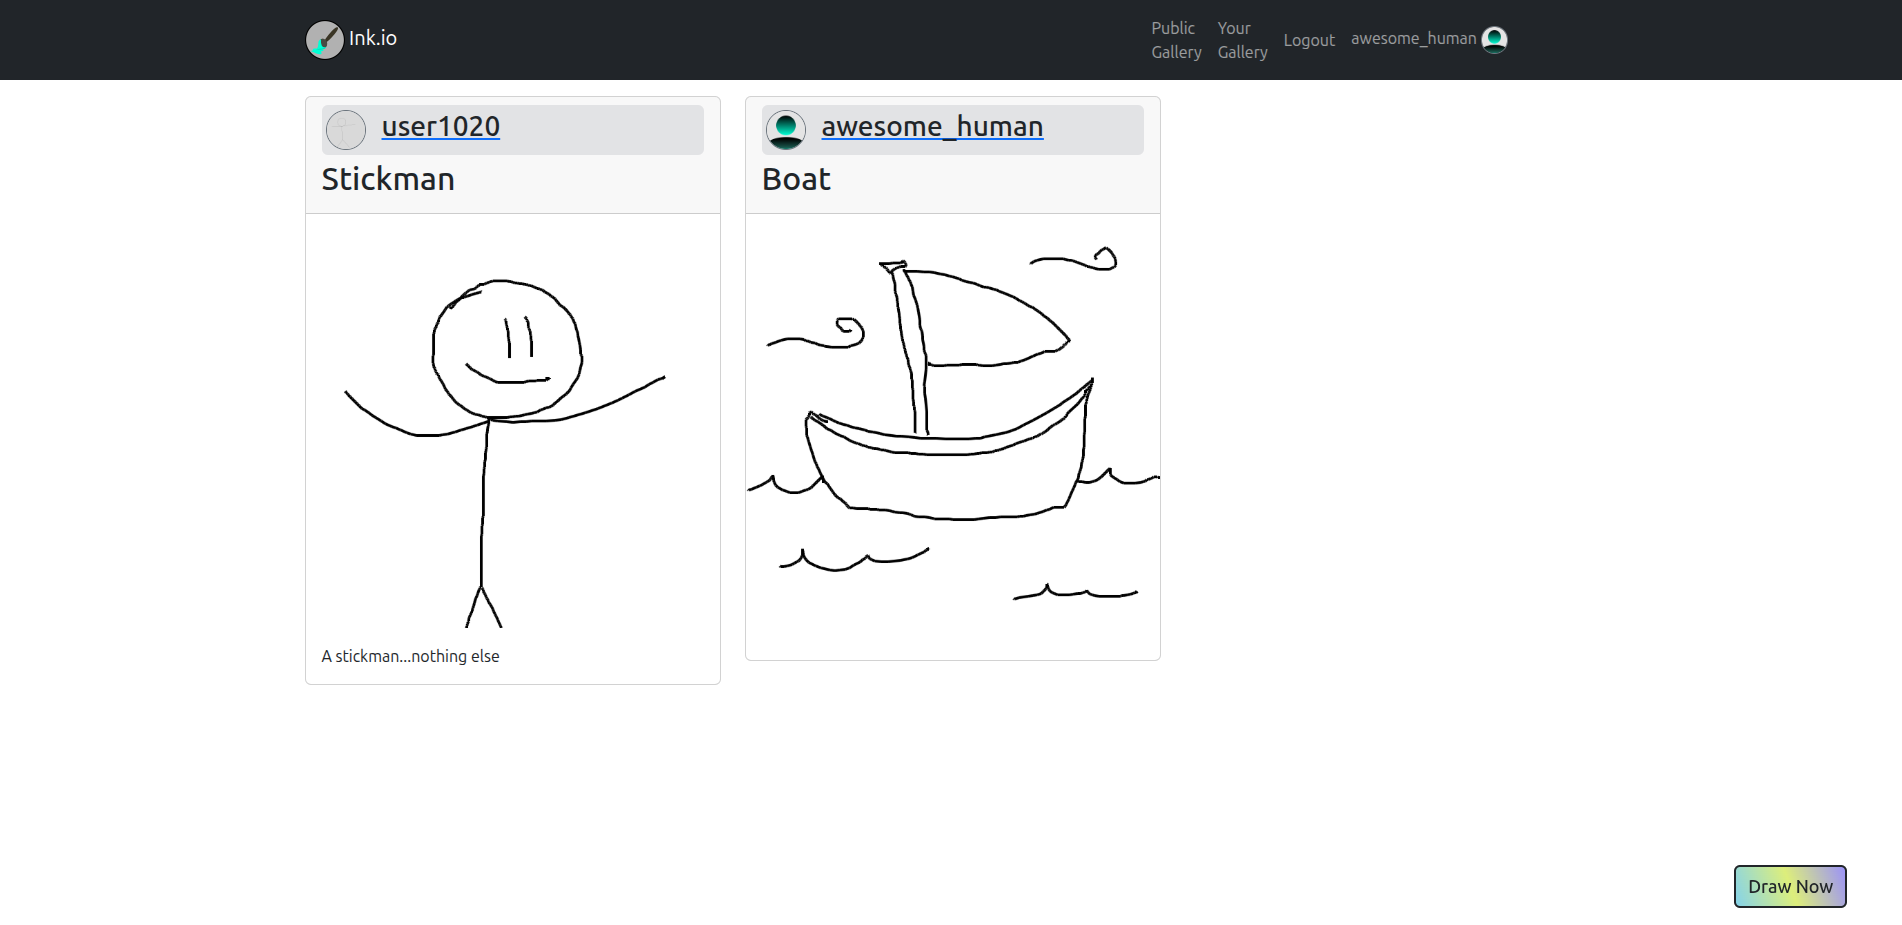 Ink.io
Public
Gallery
Your
Gallery
Logout
awesome_human
user1020
Stickman
A stickman...nothing else
awesome_human
Boat
Draw Now